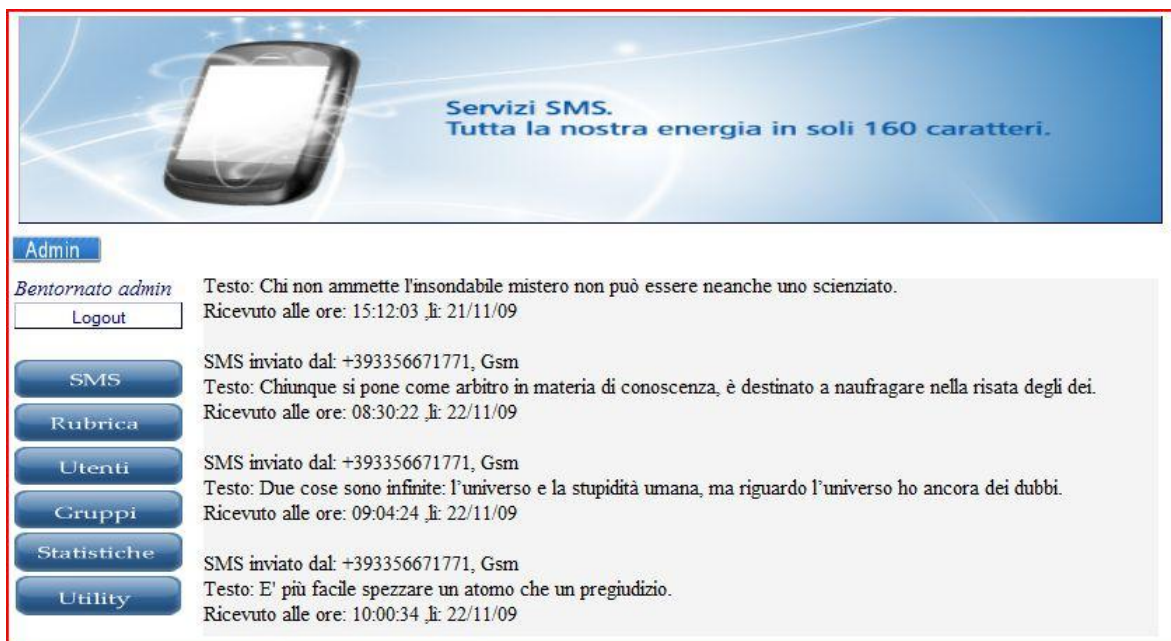 Servizi SMS.
Tutta la nostra energia in soli 160 caratteri.
Admin
Bentornato admin
Logout
SMS
Rubrica
Utenti
Gruppi
Statistiche
Utility
Testo: Chi non ammette l'insondabile mistero non può essere neanche uno scienziato.
Ricevuto alle ore: 15:12:03 ,li: 21/11/09
SMS inviato dal: +393356671771, Gsm
Testo: Chiunque si pone come arbitro in materia di conoscenza, è destinato a naufragare nella risata degli dei.
Ricevuto alle ore: 08:30:22 ,li: 22/11/09
SMS inviato dal: +393356671771, Gsm
Testo: Due cose sono infinite: l’universo e la stupidità umana, ma riguardo l’universo ho ancora dei dubbi.
Ricevuto alle ore: 09:04:24 ,li: 22/11/09
SMS inviato dal: +393356671771, Gsm
Testo: E' più facile spezzare un atomo che un pregiudizio.
Ricevuto alle ore: 10:00:34 ,li: 22/11/09